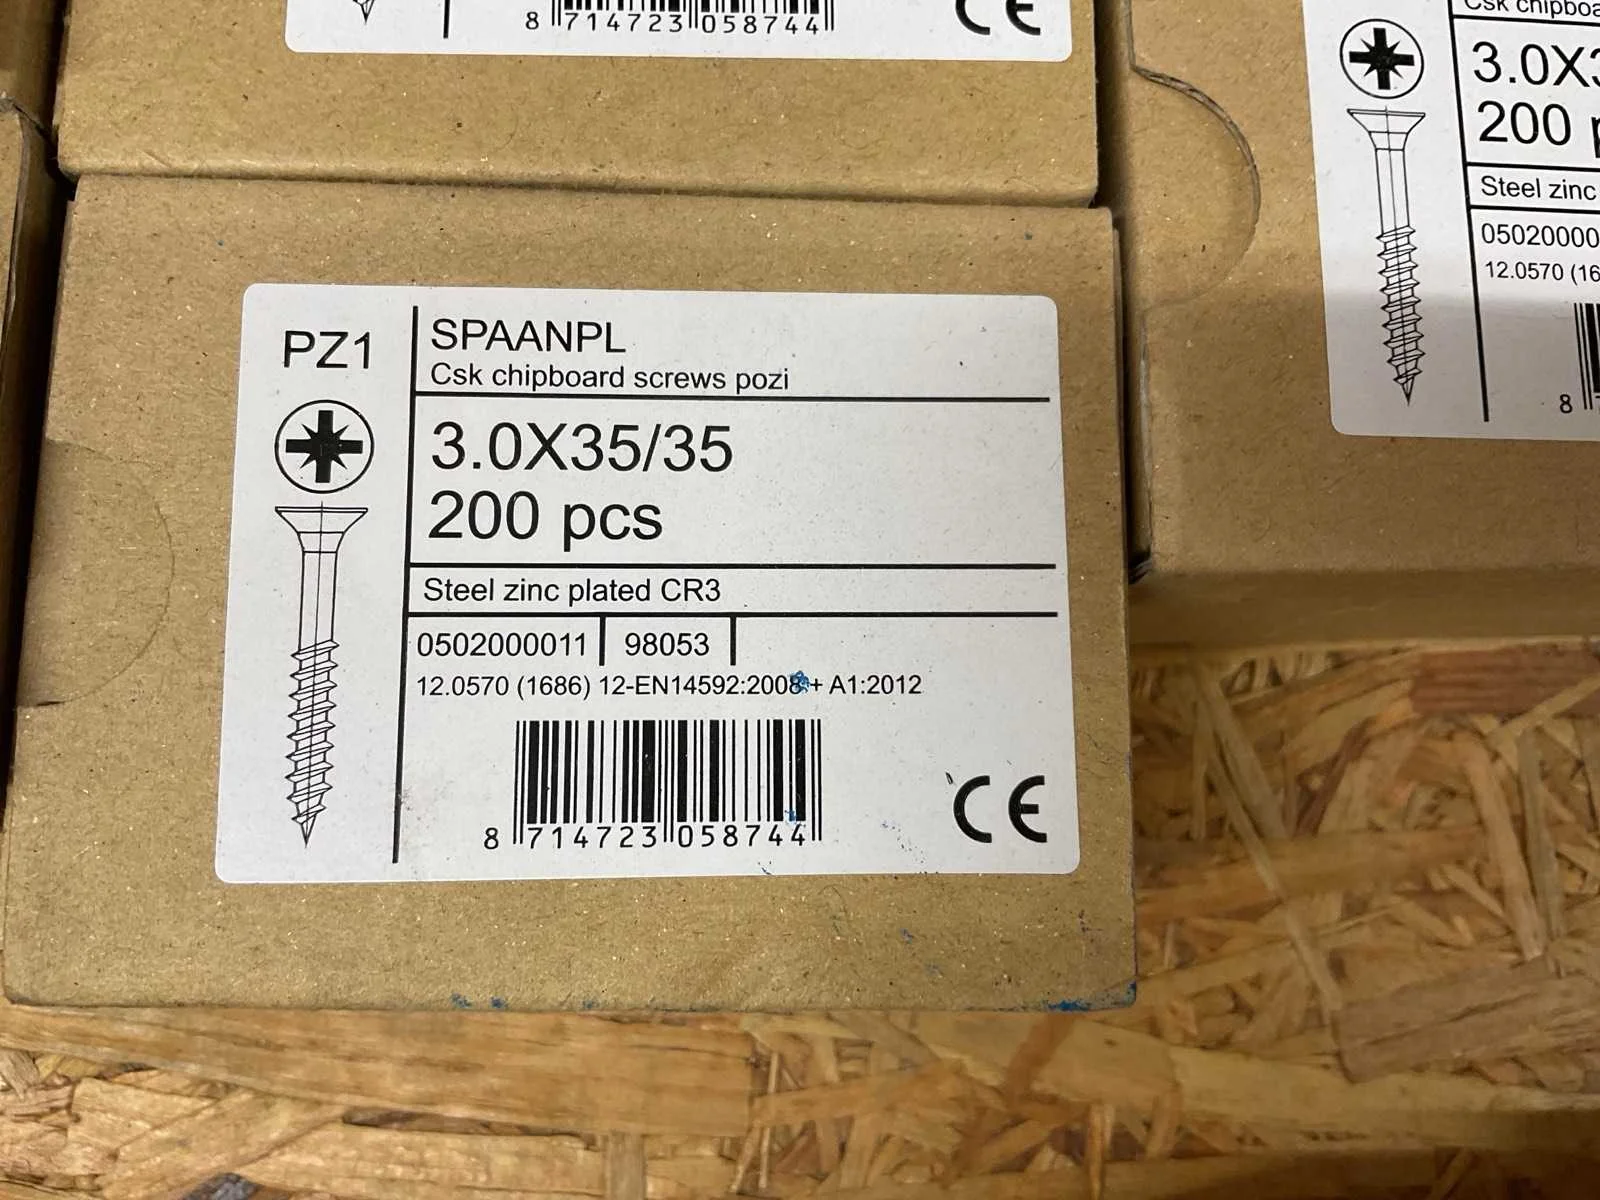 8 714723 058744
CE
PZ1
SPAANPL
Csk chipboard screws pozi
3.0X35/35
200 pcs
Steel zinc plated CR3
0502000011 98053
12.0570 (1686) 12-EN14592:2008 + A1:2012
8 714723 058744
CE
Csk
3.0X3
200
Steel zinc
05020000
12.0570 (16
8